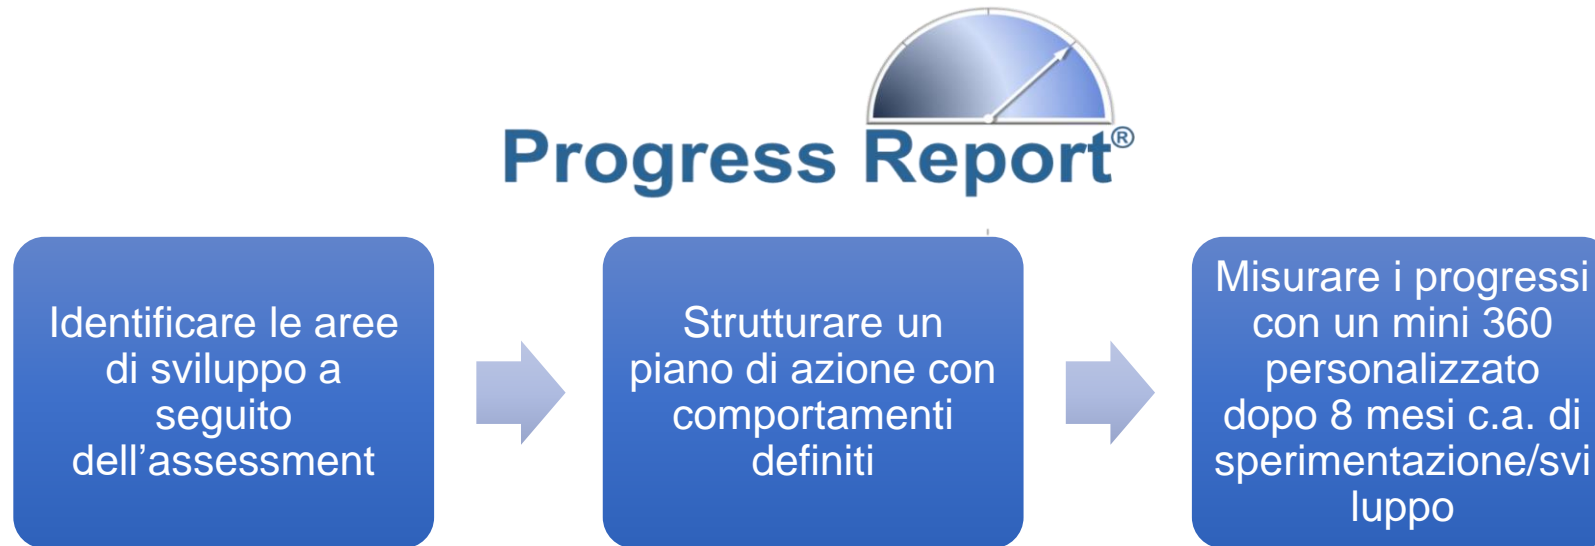 Progress Report®
Identificare le aree
di sviluppo a
seguito
dell’assessment
Strutturare un
piano di azione con
comportamenti
definiti
Misurare i progressi
con un mini 360
personalizzato
dopo 8 mesi c.a. di
sperimentazione/svi
luppo